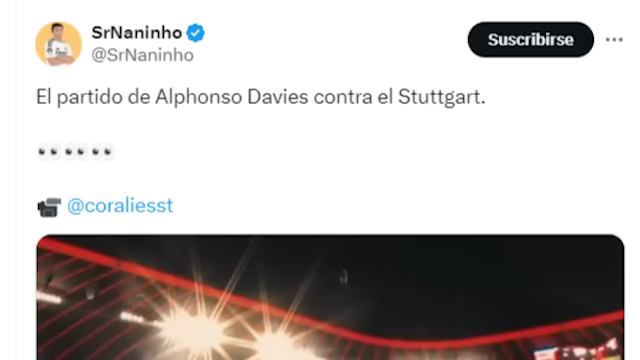 SrNaninho
@SrNaninho
Suscribirse
El partido de Alphonso Davies contra el Stuttgart.
@coraliesst